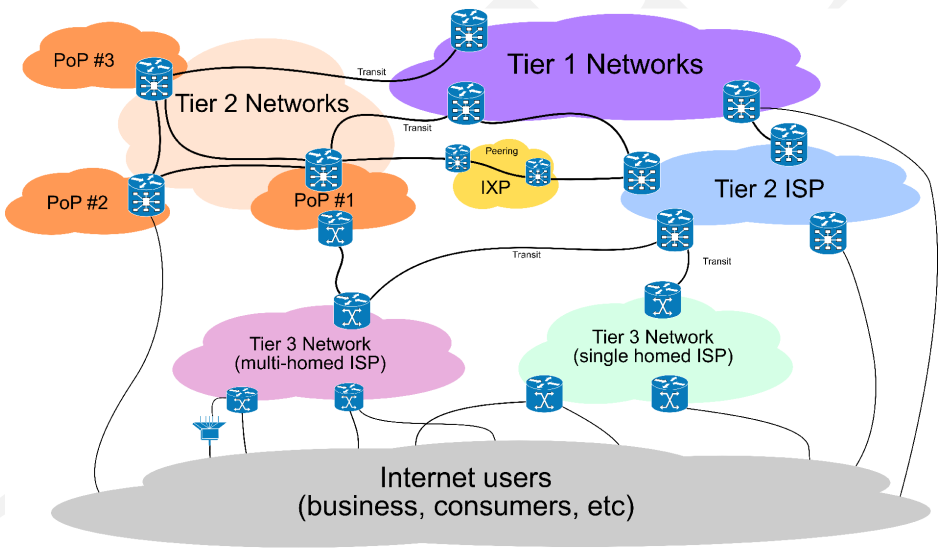 PoP #3
Tier 2 Networks
Transit
Tier 1 Networks
Transit
Peering
IXP
PoP #2
PoP #1
Tier 2 ISP
Transit
Transit
Tier 3 Network
(multi-homed ISP)
Tier 3 Network
(single homed ISP)
Internet users
(business, consumers, etc)